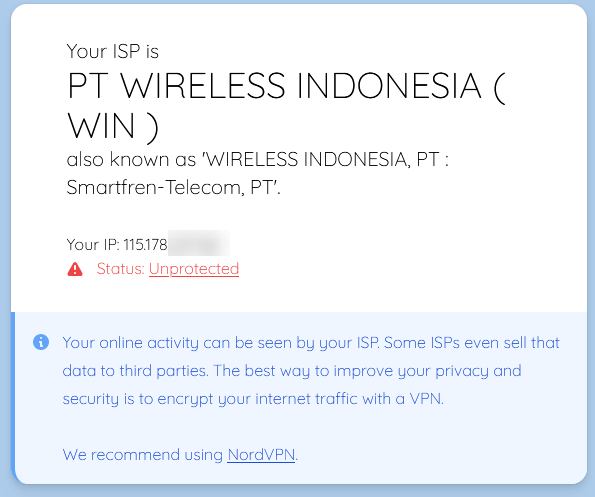 Your ISP is
PT WIRELESS INDONESIA (
WIN )
also known as 'WIRELESS INDONESIA, PT :
Smartfren-Telecom, PT'.
Your IP: 115.178
Status: Unprotected
Your online activity can be seen by your ISP. Some ISPs even sell that
data to third parties. The best way to improve your privacy and
security is to encrypt your internet traffic with a VPN.
We recommend using NordVPN.